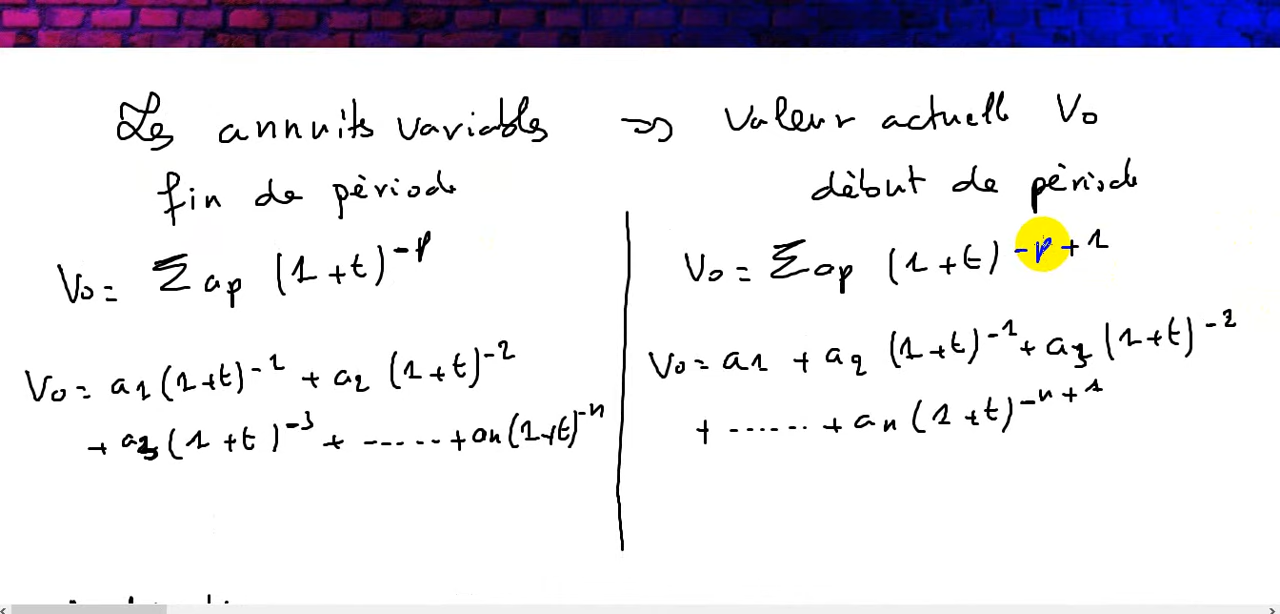 Les annuits variables => Valeur actuell V₀
fin de période
V₀ = Σ ap (1+t)^-p
V₀ = a1 (1+t)^-1 + a2 (1+t)^-2
+ a3 (1+t)^-3 + ------ + an (1+t)^-n
dèbut de période
V₀ = Σ ap (1+t)^-p+1
V₀ = a1 + a2 (1+t)^-1 + a3 (1+t)^-2
+ ------ + an (1+t)^-n+1